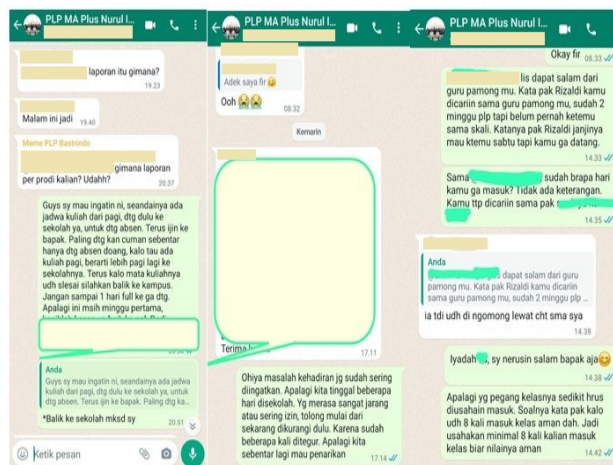 PLP MA Plus Nurul I...
laporan itu gimana?
19.23
Malam ini jadi 19.40
Meme PLP Bastrindo
gimana laporan
per prodi kalian? Udahh?
20.37
Guys sy mau ingatin ni, seandainya ada
jadwa kuliah dari pagi, dtg dulu ke
sekolah ya, untuk dtg absen. Terus ijin ke
bapak. Paling dtg kan cuman sebentar
hanya dtg absen doang, kalo tau ada
kuliah pagi, berarti lebih pagi lagi ke
sekolahnya. Terus kalo mata kuliahnya
udh slesai silahkan balik ke kampus.
Jangan sampai 1 hari full ke ga dtg.
Apalagi ini msih minggu pertama,
Anda
Guys sy mau ingatin ni, seandainya ada jadwa
kuliah dari pagi, dtg dulu ke sekolah ya, untuk
dtg absen. Terus ijin ke bapak. Paling dtg ka...
*Balik ke sekolah mksd sy
20.51
Ketik pesan
PLP MA Plus Nurul I...
Adek saya fir 😋
Ooh 😭😭
08.32
Kemarin
Terima
17.11
Ohiya masalah kehadiran jg sudah sering
diingatkan. Apalagi kita tinggal beberapa
hari disekolah. Yg merasa sangat jarang
atau sering izin, tolong mulai dari
sekarang dikurangi dulu. Karena sudah
beberapa kali ditegur. Apalagi kita
sebentar lagi mau penarikan
17.14
PLP MA Plus Nurul I...
Okay fir 08.33
lis dapat salam dari
guru pamong mu. Kata pak Rizaldi kamu
dicariin sama guru pamong mu, sudah 2
minggu plp tapi belum pernah ketemu
sama skali. Katanya pak Rizaldi janjinya
mau ktemu sabtu tapi kamu ga datang.
14.33
Sama sudah brapa hari
kamu ga masuk? Tidak ada keterangan.
Kamu ttp dicariin sama pak
14.35
Anda
dapat salam dari guru
pamong mu. Kata pak Rizaldi kamu dicariin
sama guru pamong mu, sudah 2 minggu plp ...
ia tdi udh di ngomong lewat cht sma sya
14.38
Iyadah , sy nerusin salam bapak aja😊
14.38
Apalagi yg pegang kelasnya sedikit hrus
diusahain masuk. Soalnya kata pak kalo
udh 8 kali masuk kelas aman dah. Jadi
usahakan minimal 8 kali kalian masuk
kelas biar nilainya aman
14.42